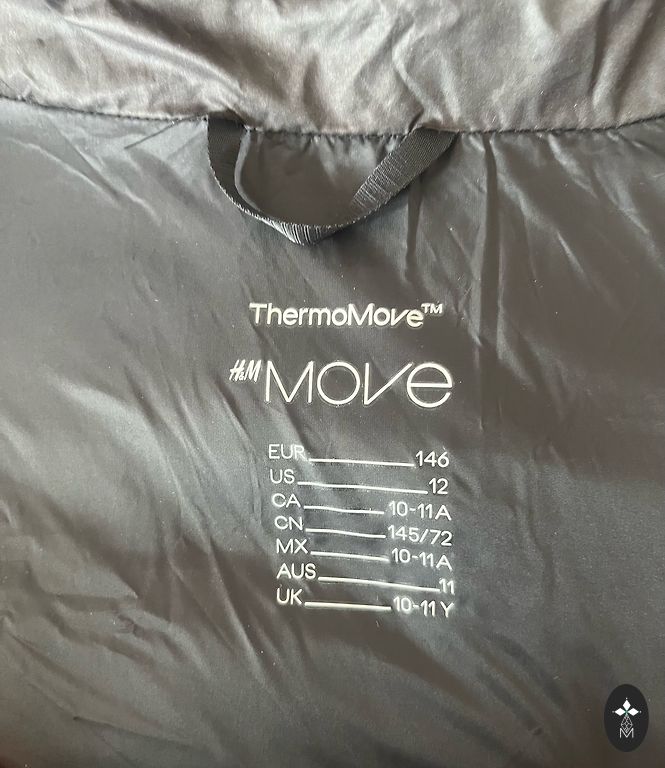 ThermoMove™
H&M MOVE
EUR 146
US 12
CA 10-11A
CN 145/72
MX 10-11A
AUS 11
UK 10-11 Y
M